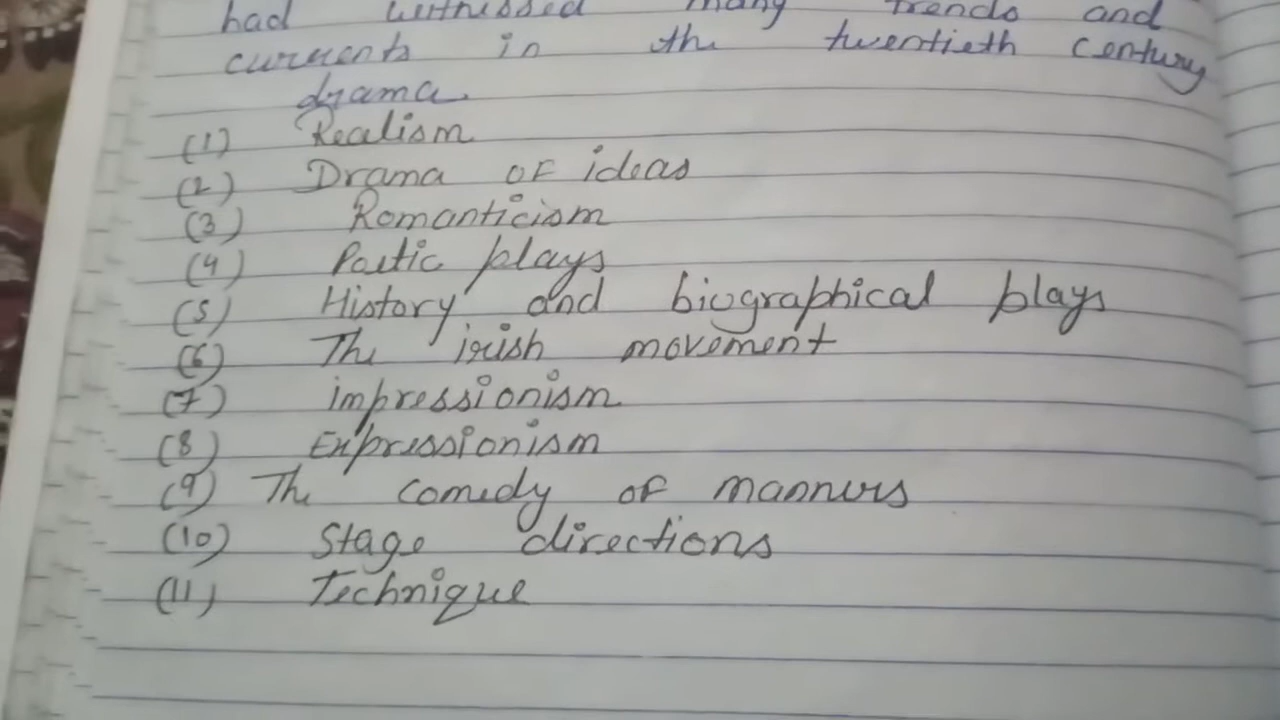 had witnessed many trends and
currents in the twentieth century
drama.
(1) Realism
(2) Drama OF ideas
(3) Romanticism
(4) Poetic plays
(5) History and biographical plays
(6) The irish movement
(7) impressionism
(8) Expressionism
(9) The comedy of manners
(10) Stage directions
(11) Technique